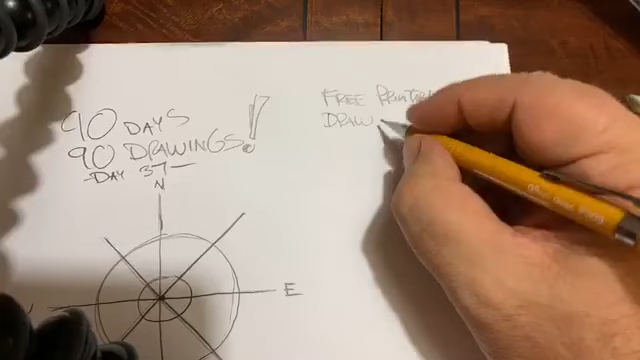 90 DAYS
90 DRAWINGS!
-DAY 37-
N
E
FREE
DRAW